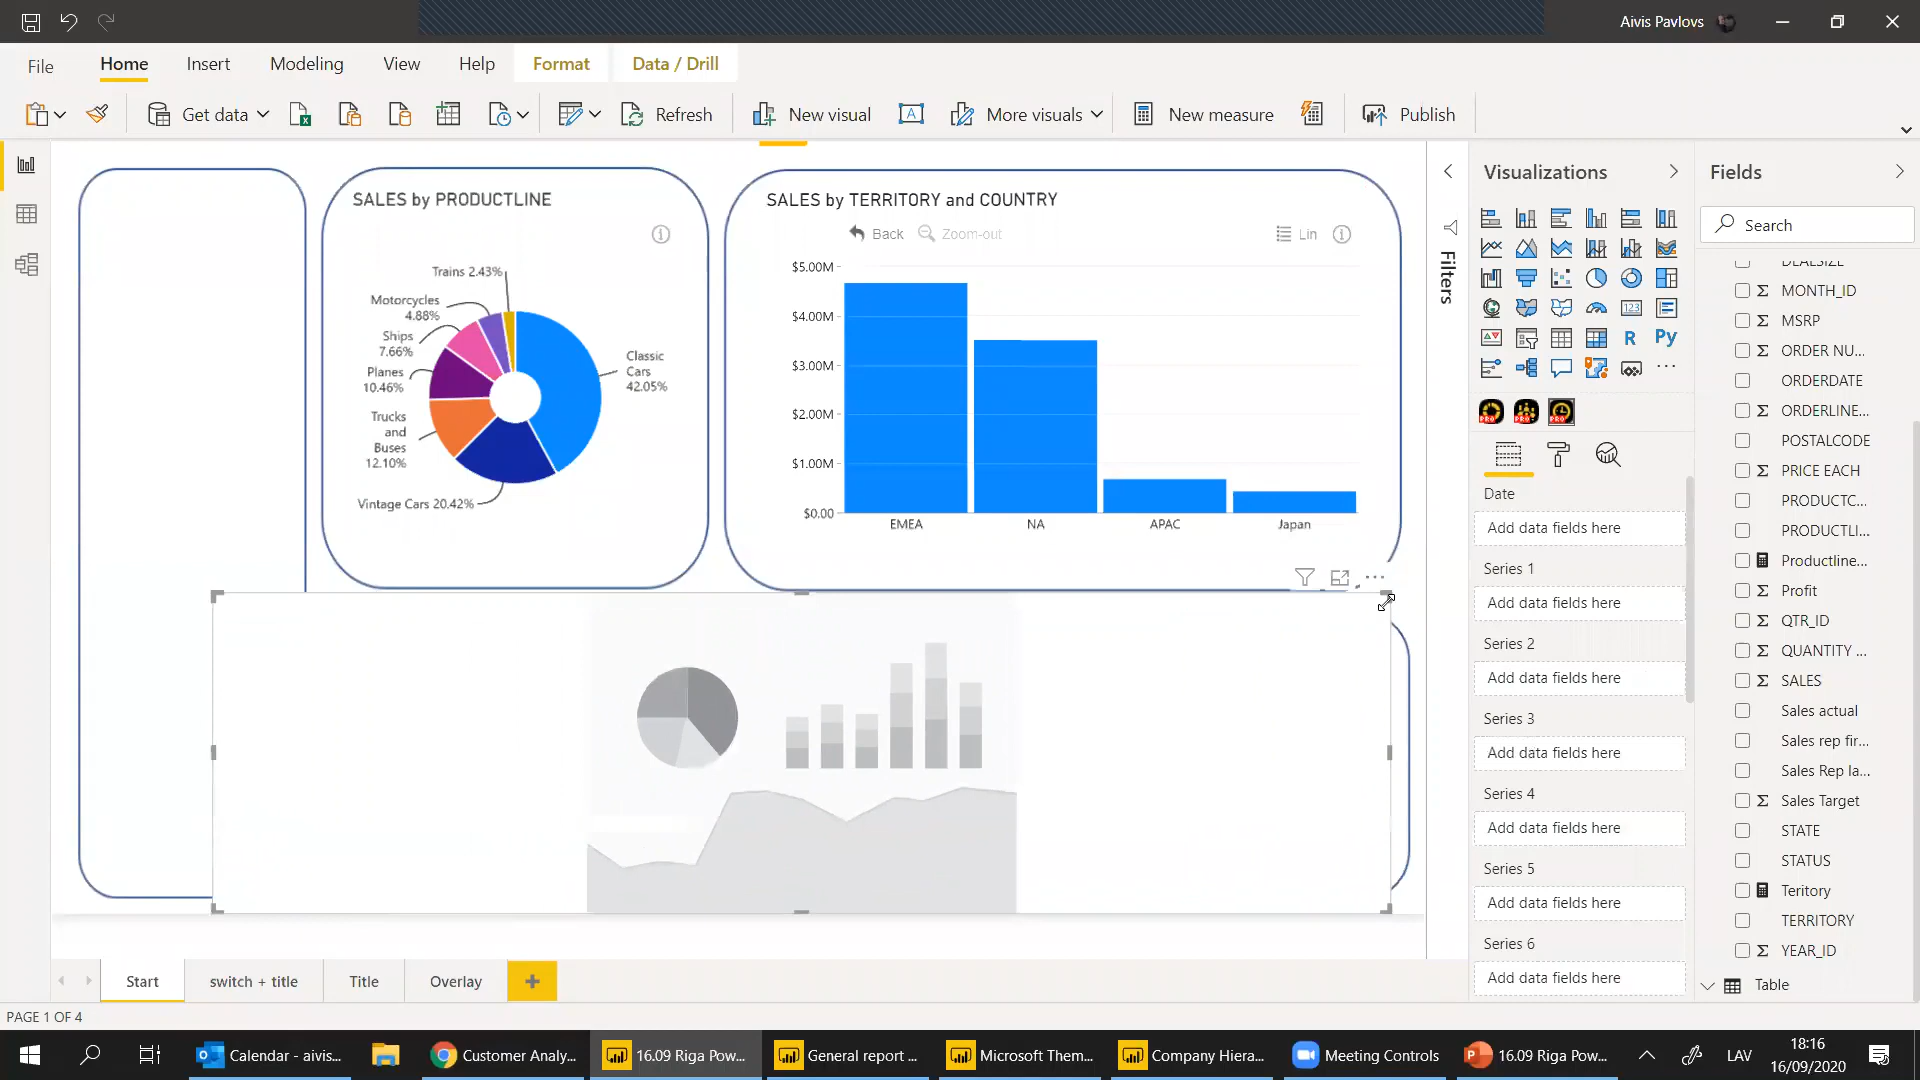 Aivis Pavlovs
File
Home
Insert
Modeling
View
Help
Format
Data / Drill
Get data
Refresh
New visual
A
More visuals
New measure
Publish
SALES by PRODUCTLINE
Trains 2.43%
Motorcycles
4.88%
Ships
7.66%
Planes
10.46%
Trucks
and
Buses
12.10%
Vintage Cars 20.42%
Classic
Cars
42.05%
SALES by TERRITORY and COUNTRY
Back
Zoom-out
Lin
$5.00M
$4.00M
$3.00M
$2.00M
$1.00M
$0.00
EMEA
NA
APAC
Japan
Filters
Visualizations
123
R
Py
PRO
PRO
PRO
Date
Add data fields here
Series 1
Add data fields here
Series 2
Add data fields here
Series 3
Add data fields here
Series 4
Add data fields here
Series 5
Add data fields here
Series 6
Add data fields here
Fields
Search
DEALSIZE
MONTH_ID
MSRP
ORDER NU...
ORDERDATE
ORDERLINE...
POSTALCODE
PRICE EACH
PRODUCTC...
PRODUCTLI...
Productline...
Profit
QTR_ID
QUANTITY ...
SALES
Sales actual
Sales rep fir...
Sales Rep la...
Sales Target
STATE
STATUS
Teritory
TERRITORY
YEAR_ID
Table
Start
switch + title
Title
Overlay
PAGE 1 OF 4
Calendar - aivis...
Customer Analy...
16.09 Riga Pow...
General report ...
Microsoft Them...
Company Hiera...
Meeting Controls
16.09 Riga Pow...
LAV
18:16
16/09/2020